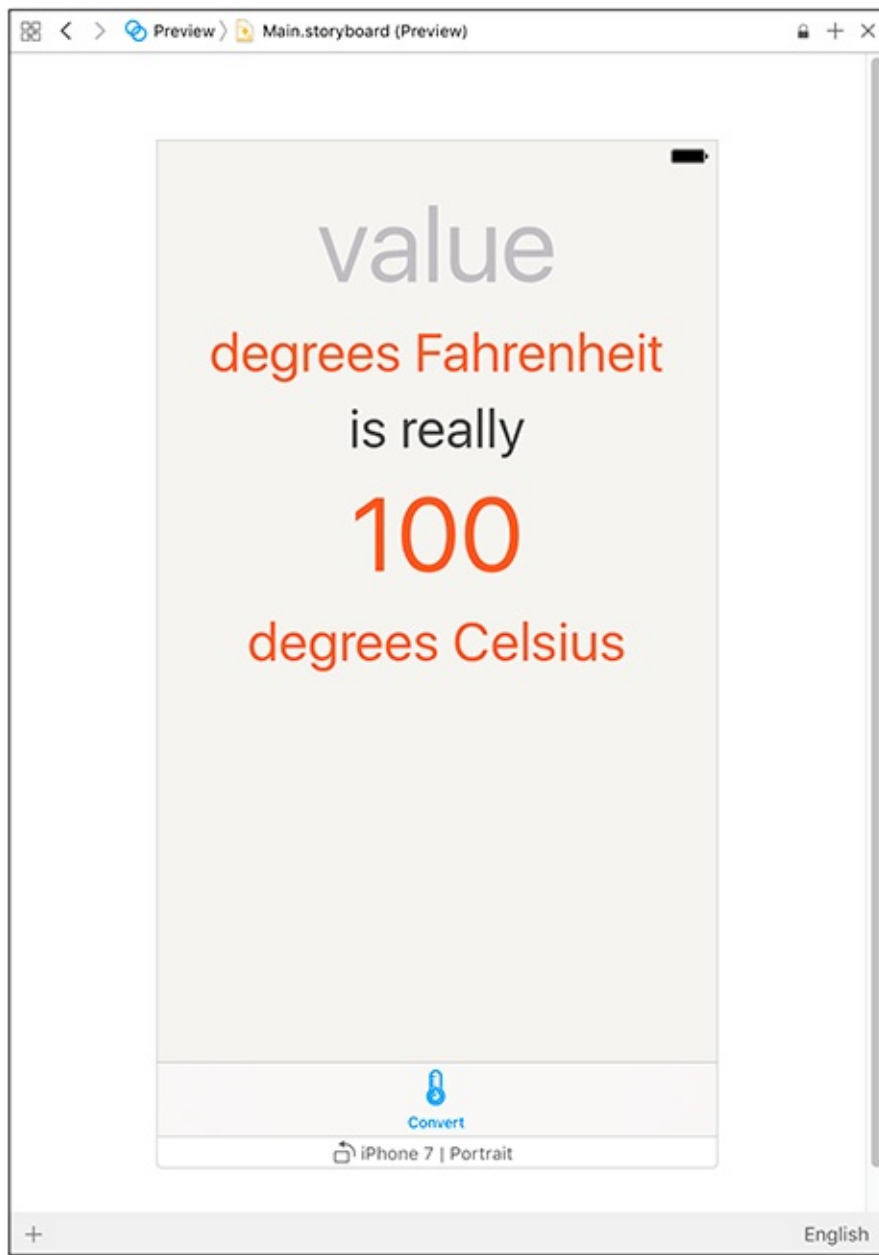 Preview Main.storyboard (Preview)
value
degrees Fahrenheit
is really
100
degrees Celsius
Convert
iPhone 7 | Portrait
English